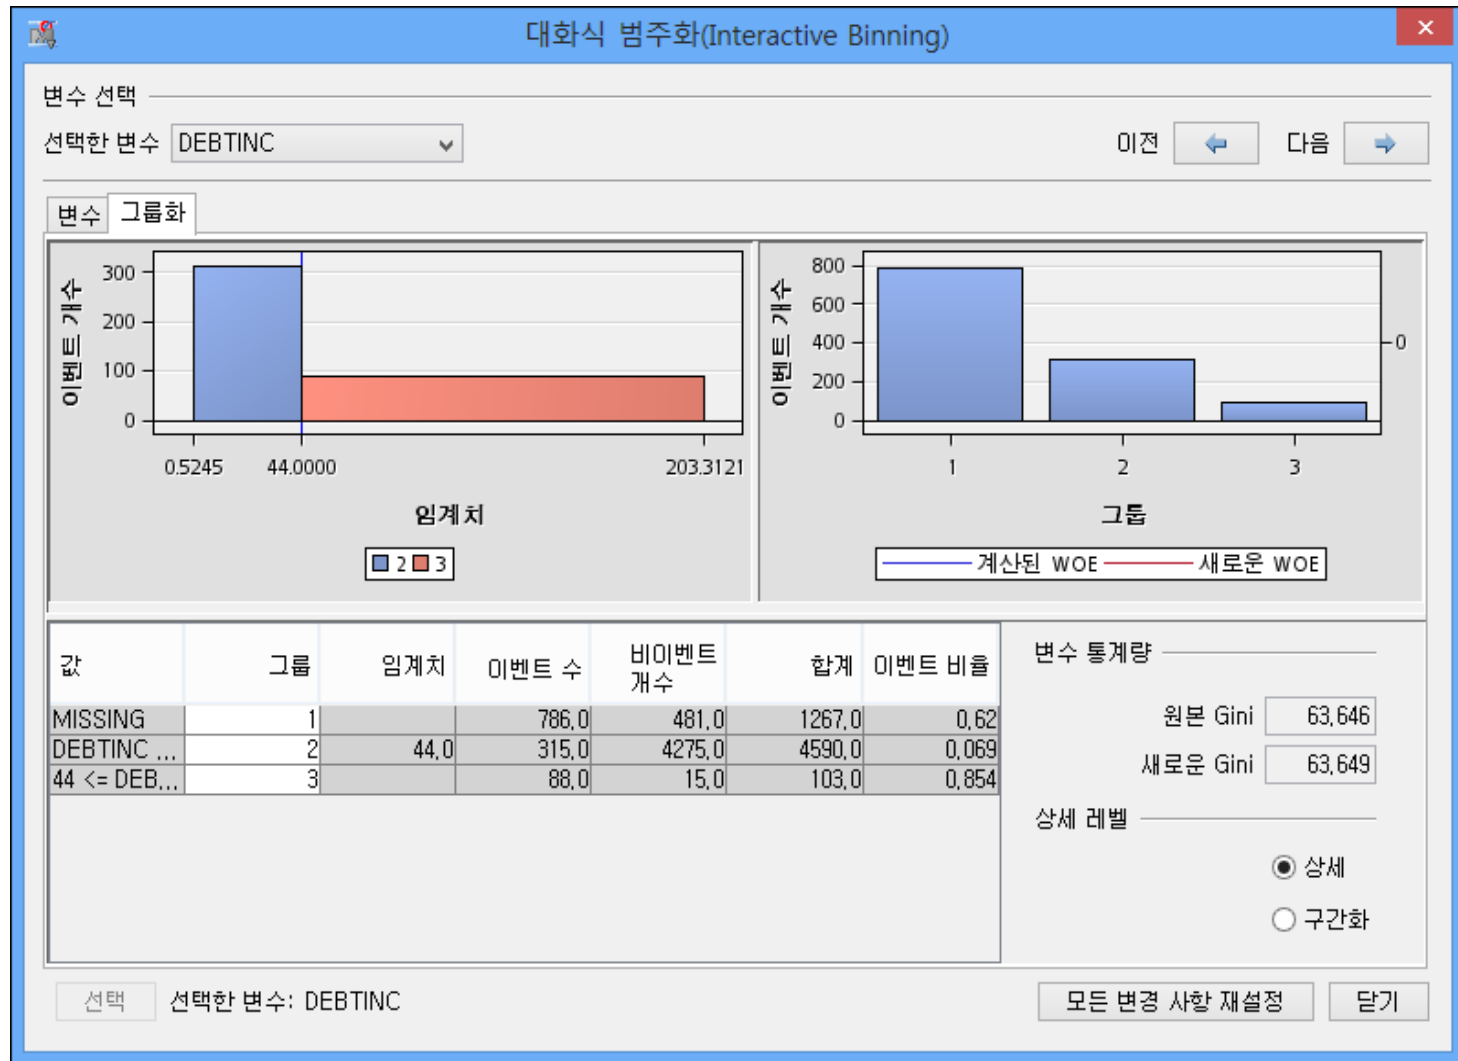 대화식 범주화(Interactive Binning)
변수 선택
선택한 변수 DEBTINC 이전 다음
변수 그룹화
이벤트 개수
300
200
100
0
0.5245 44.0000 203.3121
임계치
2 3
이벤트 개수
800
600
400
200
0
0
1 2 3
그룹
계산된 WOE 새로운 WOE
값 그룹 임계치 이벤트 수 비이벤트 개수 합계 이벤트 비율
MISSING 1 786,0 481,0 1267,0 0,62
DEBTINC ... 2 44,0 315,0 4275,0 4590,0 0,069
44 <= DEB... 3 88,0 15,0 103,0 0,854
변수 통계량
원본 Gini 63,646
새로운 Gini 63,649
상세 레벨
상세
구간화
선택 선택한 변수: DEBTINC 모든 변경 사항 재설정 닫기